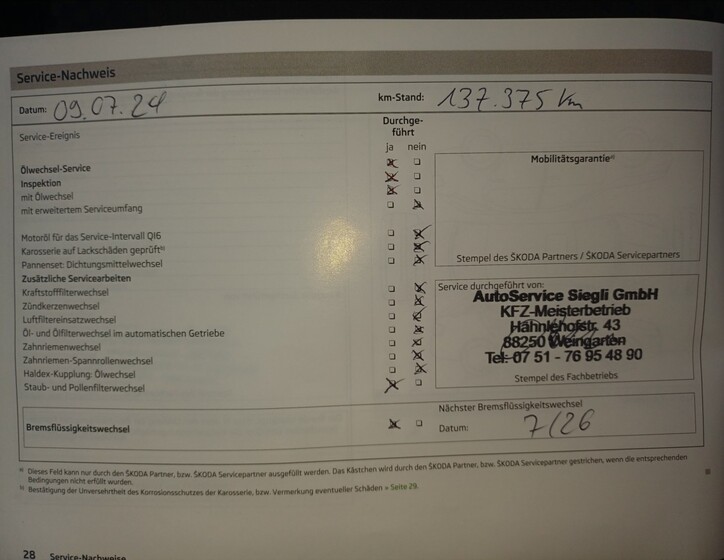 Service-Nachweis
Datum: 09.07.24
km-Stand: 137.375 km
Service-Ereignis
Durchge-
führt
ja nein
Ölwechsel-Service
Inspektion
mit Ölwechsel
mit erweitertem Serviceumfang
Motoröl für das Service-Intervall QI6
Karosserie auf Lackschäden geprüft b)
Pannenset: Dichtungsmittelwechsel
Zusätzliche Servicearbeiten
Kraftstofffilterwechsel
Zündkerzenwechsel
Luftfiltereinsatzwechsel
Öl- und Ölfilterwechsel im automatischen Getriebe
Zahnriemenwechsel
Zahnriemen-Spannrollenwechsel
Haldex-Kupplung: Ölwechsel
Staub- und Pollenfilterwechsel
Mobilitätsgarantie a)
Stempel des ŠKODA Partners / ŠKODA Servicepartners
Service durchgeführt von:
AutoService Siegli GmbH
KFZ-Meisterbetrieb
Hähnlehofstr. 43
88250 Weingarten
Tel. 07 51 - 76 95 48 90
Stempel des Fachbetriebs
Bremsflüssigkeitswechsel
Nächster Bremsflüssigkeitswechsel
Datum: 7/26
a) Dieses Feld kann nur durch den ŠKODA Partner, bzw. ŠKODA Servicepartner ausgefüllt werden. Das Kästchen wird durch den ŠKODA Partner, bzw. ŠKODA Servicepartner gestrichen, wenn die entsprechenden
Bedingungen nicht erfüllt wurden.
b) Bestätigung der Unversehrtheit des Korrosionsschutzes der Karosserie, bzw. Vermerkung eventueller Schäden » Seite 29.
28 Service-Nachweise